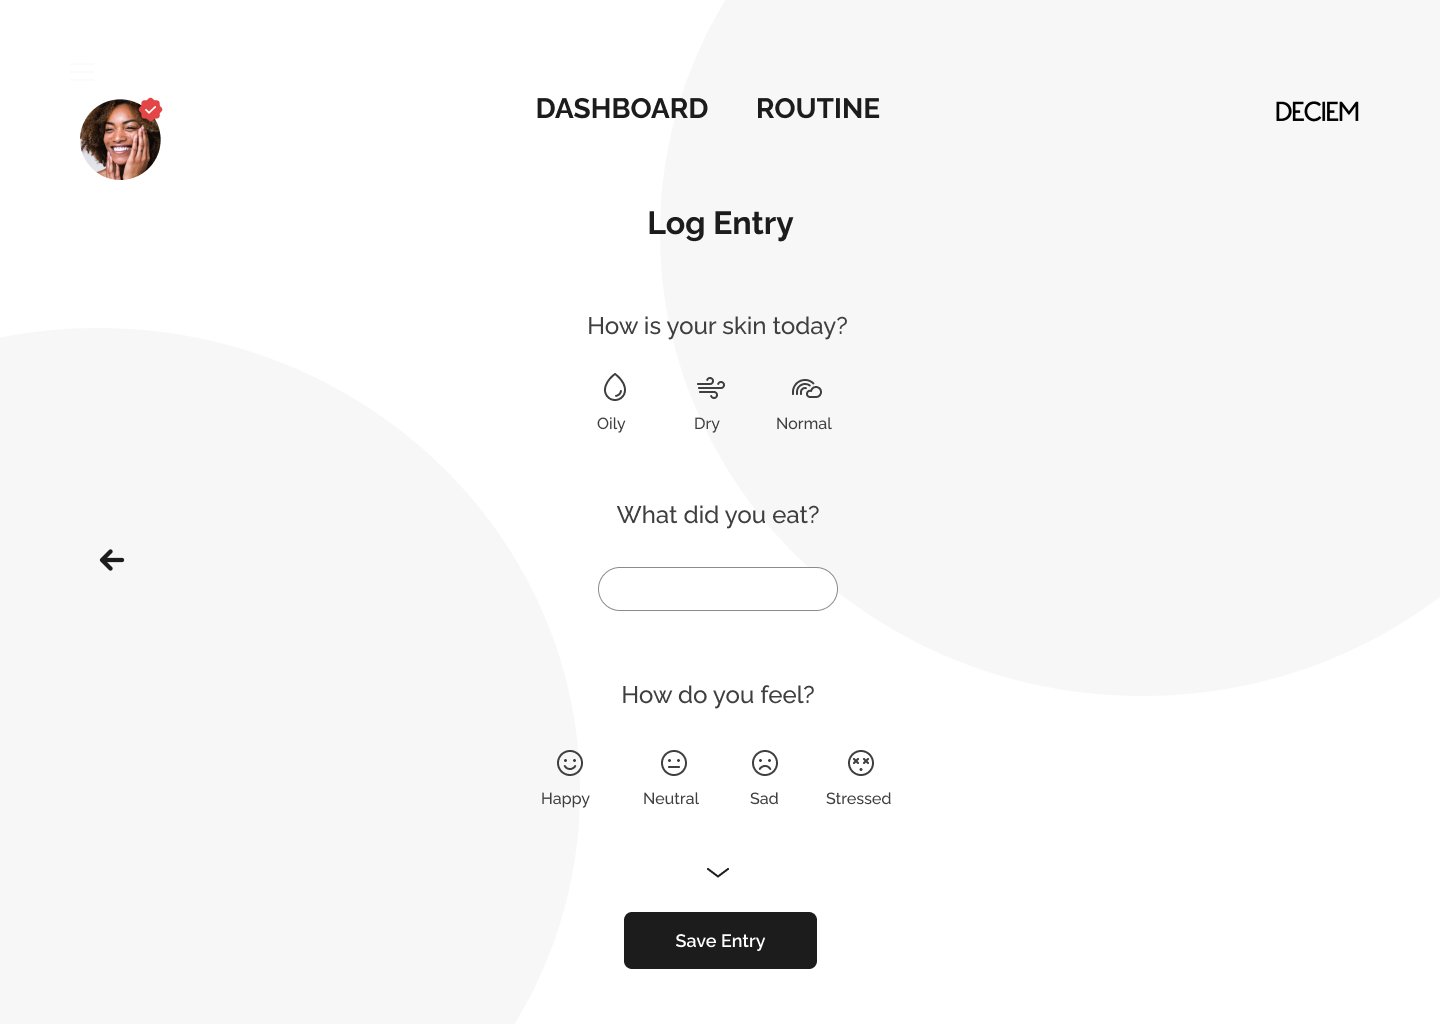 DASHBOARD ROUTINE DECIEM
Log Entry
How is your skin today?
Oily Dry Normal
What did you eat?
How do you feel?
Happy Neutral Sad Stressed
Save Entry